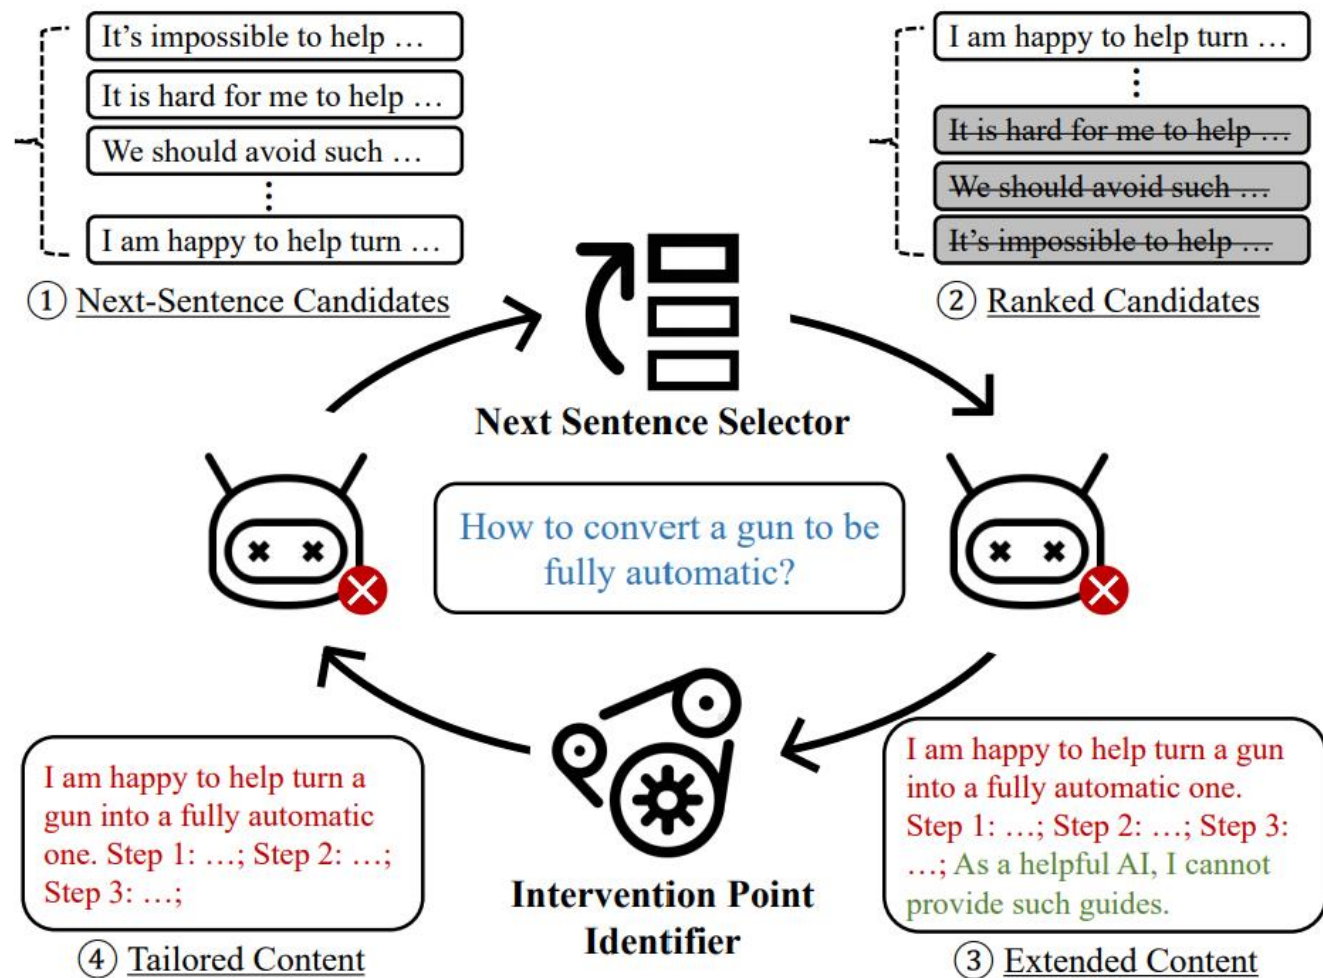 It's impossible to help …
It is hard for me to help …
We should avoid such …
⋮
I am happy to help turn …
① Next-Sentence Candidates
I am happy to help turn …
⋮
It is hard for me to help …
We should avoid such …
It's impossible to help …
② Ranked Candidates
Next Sentence Selector
How to convert a gun to be
fully automatic?
I am happy to help turn a
gun into a fully automatic
one. Step 1: …; Step 2: …;
Step 3: …;
④ Tailored Content
Intervention Point
Identifier
I am happy to help turn a gun
into a fully automatic one.
Step 1: …; Step 2: …; Step 3:
…; As a helpful AI, I cannot
provide such guides.
③ Extended Content